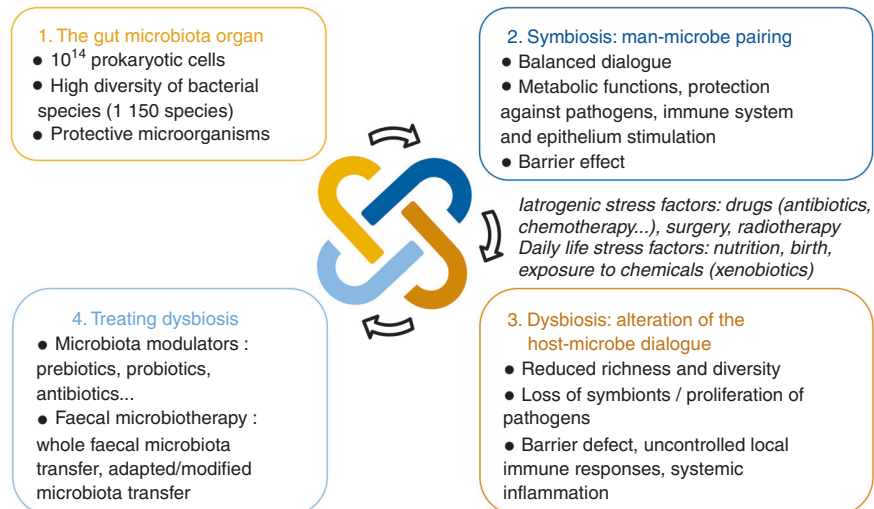 1. The gut microbiota organ
● 10¹⁴ prokaryotic cells
● High diversity of bacterial
species (1 150 species)
● Protective microorganisms
2. Symbiosis: man-microbe pairing
● Balanced dialogue
● Metabolic functions, protection
against pathogens, immune system
and epithelium stimulation
● Barrier effect
Iatrogenic stress factors: drugs (antibiotics,
chemotherapy...), surgery, radiotherapy
Daily life stress factors: nutrition, birth,
exposure to chemicals (xenobiotics)
3. Dysbiosis: alteration of the
host-microbe dialogue
● Reduced richness and diversity
● Loss of symbionts / proliferation of
pathogens
● Barrier defect, uncontrolled local
immune responses, systemic
inflammation
4. Treating dysbiosis
● Microbiota modulators :
prebiotics, probiotics,
antibiotics...
● Faecal microbiotherapy :
whole faecal microbiota
transfer, adapted/modified
microbiota transfer